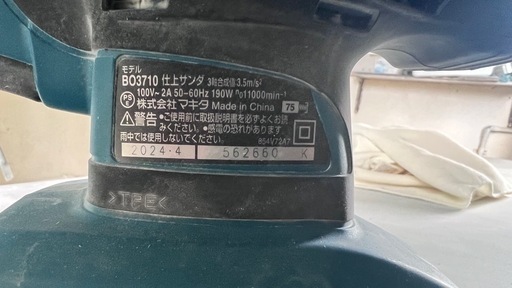 モデル
BO3710 仕上サンダ 3軸合成値3.5m/s²
100V~ 2A 50-60Hz 190W n₀11000min⁻¹
PSE 株式会社マキタ Made in China 75
警告 ●ご使用前に取扱説明書を必ずよくお読
みください。●感電の恐れがあります。
雨中では使用しないでください。 854V72A7
2024・4 562660 K
>TPE<